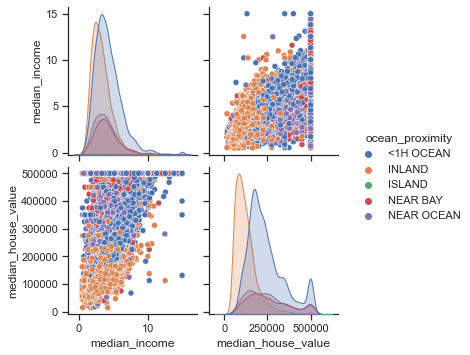 15
10
5
0
median_income
ocean_proximity
<1H OCEAN
INLAND
ISLAND
NEAR BAY
NEAR OCEAN
500000
400000
300000
200000
100000
0
median_house_value
0 10
median_income
0 250000 500000
median_house_value